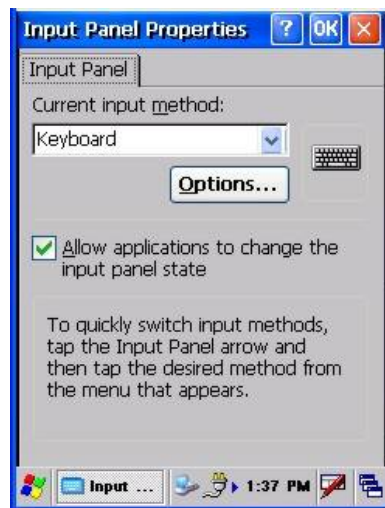 Input Panel Properties ? OK
Input Panel
Current input method:
Keyboard
Options...
Allow applications to change the
input panel state
To quickly switch input methods,
tap the Input Panel arrow and
then tap the desired method from
the menu that appears.
Input ... 1:37 PM